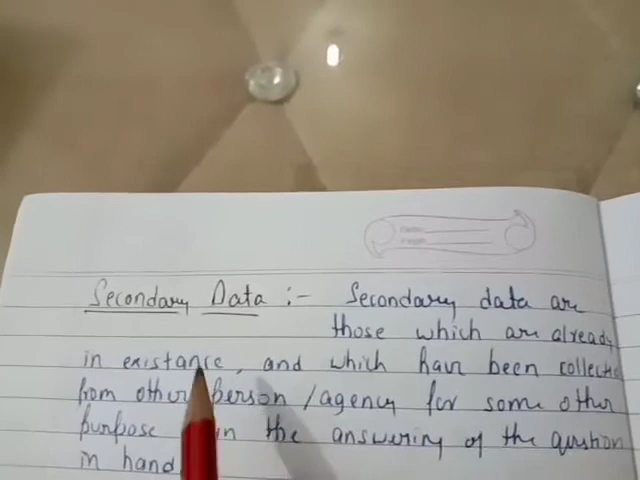 Secondary Data :- Secondary data are
those which are already
in existance, and which have been collected
from other person / agency for some other
purpose in the answering of the question
in hand